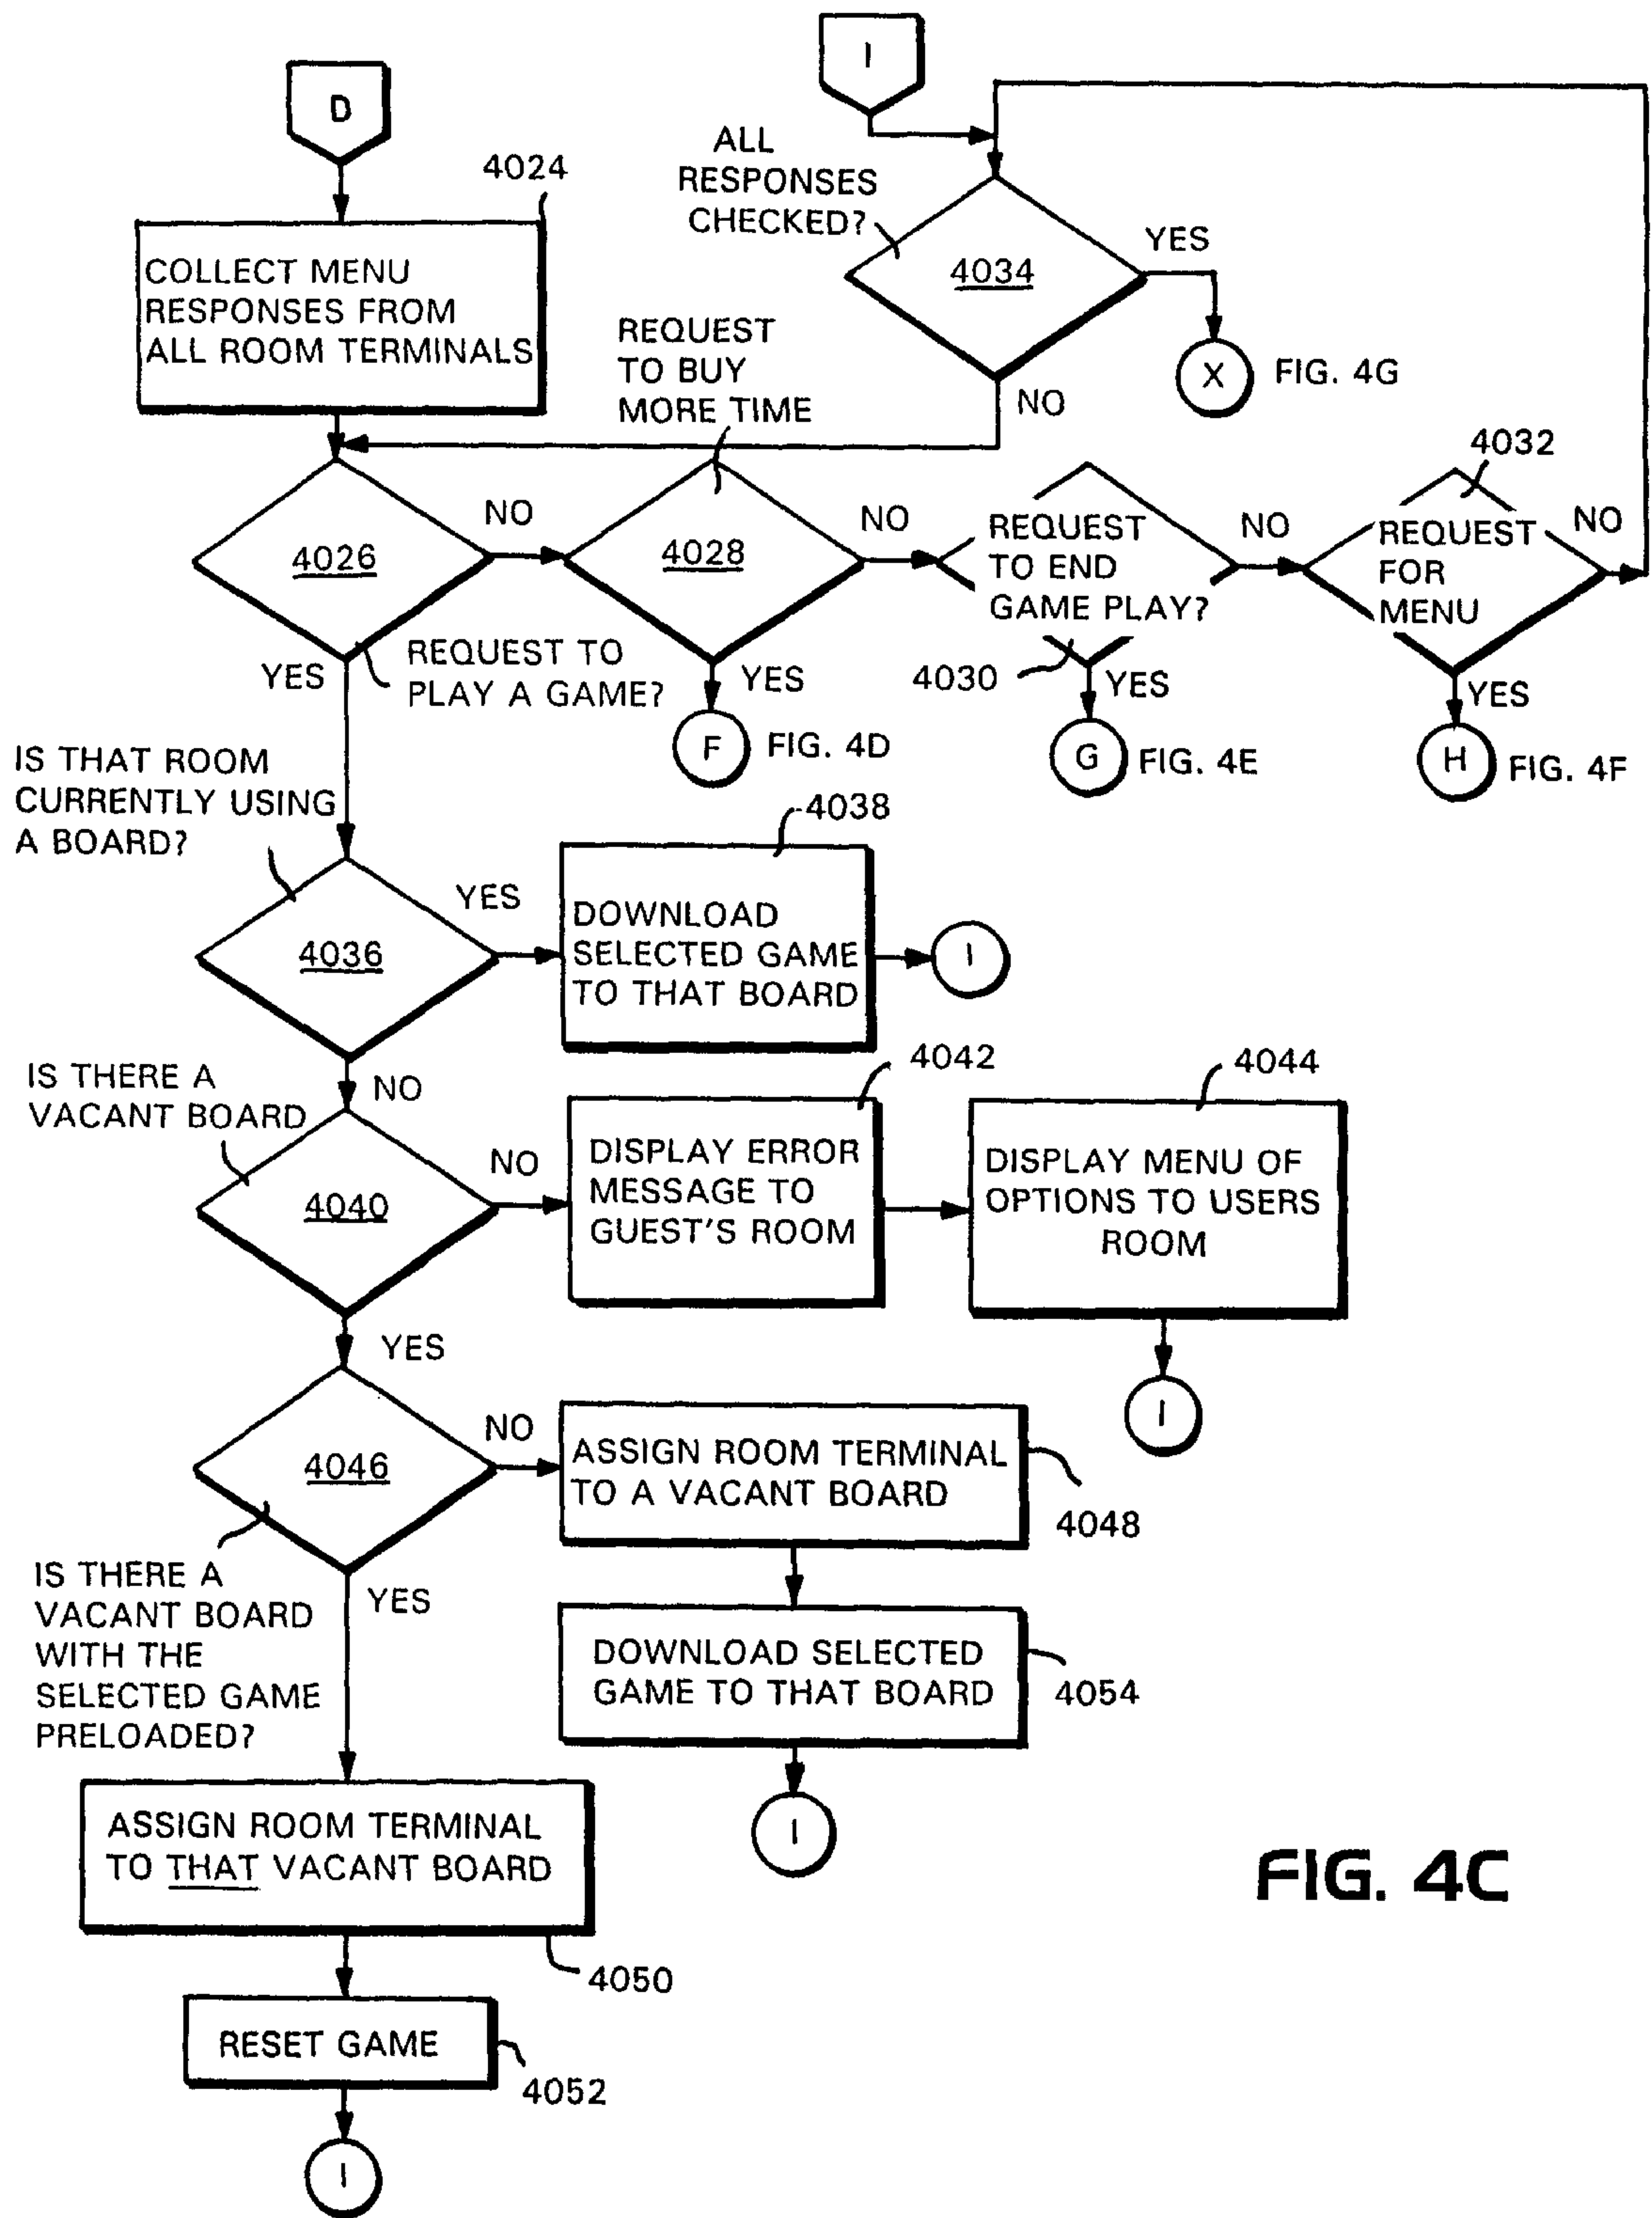 D
4024
COLLECT MENU
RESPONSES FROM
ALL ROOM TERMINALS
I
ALL
RESPONSES
CHECKED?
4034
YES
X
FIG. 4G
NO
4026
REQUEST TO
PLAY A GAME?
NO
YES
REQUEST
TO BUY
MORE TIME
4028
NO
YES
F
FIG. 4D
REQUEST
TO END
GAME PLAY?
4030
NO
YES
G
FIG. 4E
4032
REQUEST
FOR
MENU
NO
YES
H
FIG. 4F
IS THAT ROOM
CURRENTLY USING
A BOARD?
4036
YES
4038
DOWNLOAD
SELECTED GAME
TO THAT BOARD
I
NO
IS THERE A
VACANT BOARD
4040
NO
4042
DISPLAY ERROR
MESSAGE TO
GUEST'S ROOM
4044
DISPLAY MENU OF
OPTIONS TO USERS
ROOM
I
YES
4046
NO
ASSIGN ROOM TERMINAL
TO A VACANT BOARD
4048
IS THERE A
VACANT BOARD
WITH THE
SELECTED GAME
PRELOADED?
YES
DOWNLOAD SELECTED
GAME TO THAT BOARD
4054
I
ASSIGN ROOM TERMINAL
TO THAT VACANT BOARD
4050
RESET GAME
4052
I
FIG. 4C